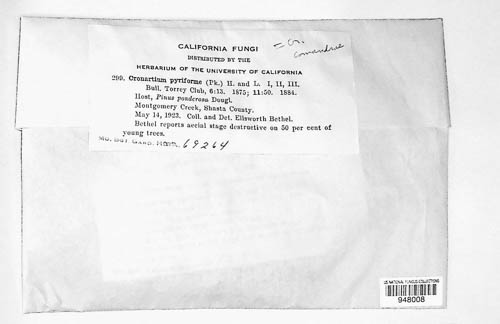 CALIFORNIA FUNGI
= Cr.
comandrae
DISTRIBUTED BY THE
HERBARIUM OF THE UNIVERSITY OF CALIFORNIA
299. Cronartium pyriforme (Pk.) H. and L. I, II, III.
Bull. Torrey Club, 6:13. 1875; 11:50. 1884.
Host, Pinus ponderosa Dougl.
Montgomery Creek, Shasta County.
May 14, 1923. Coll. and Det. Ellsworth Bethel.
Bethel reports aecial stage destructive on 50 per cent of
young trees.
MO. BOT. GARD. HERB. 69264
US NATIONAL FUNGUS COLLECTIONS
948008